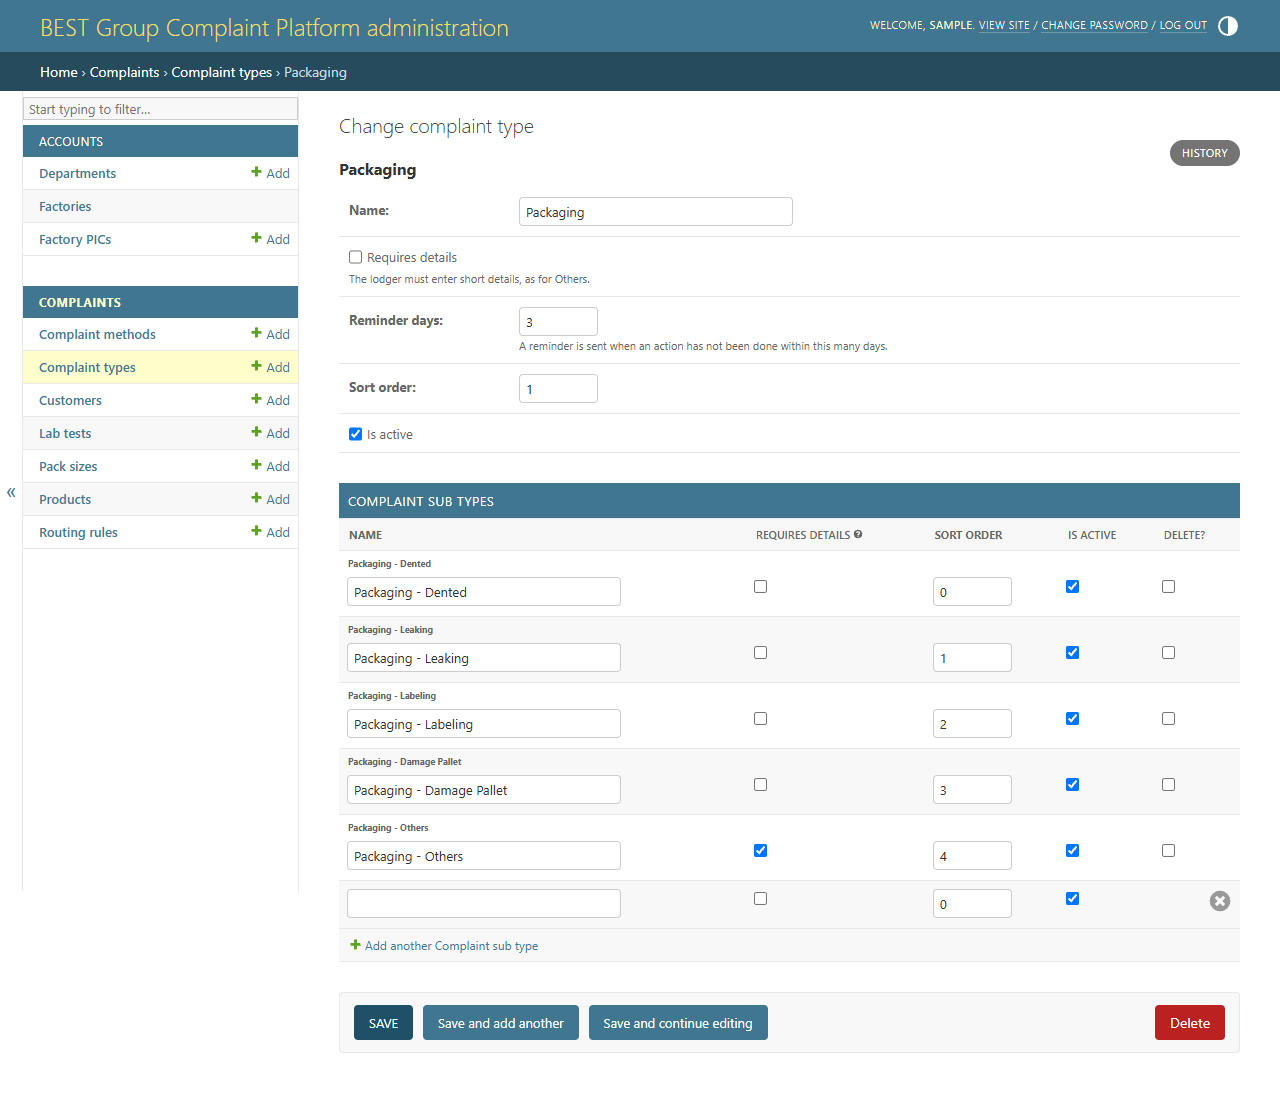 BEST Group Complaint Platform administration
WELCOME, SAMPLE. VIEW SITE / CHANGE PASSWORD / LOG OUT
Home › Complaints › Complaint types › Packaging
Start typing to filter...
ACCOUNTS
Departments Add
Factories
Factory PICs Add
COMPLAINTS
Complaint methods Add
Complaint types Add
Customers Add
Lab tests Add
Pack sizes Add
Products Add
Routing rules Add
«
Change complaint type
HISTORY
Packaging
Name: Packaging
Requires details
The lodger must enter short details, as for Others.
Reminder days: 3
A reminder is sent when an action has not been done within this many days.
Sort order: 1
Is active
COMPLAINT SUB TYPES
NAME REQUIRES DETAILS ? SORT ORDER IS ACTIVE DELETE?
Packaging - Dented
Packaging - Dented 0
Packaging - Leaking
Packaging - Leaking 1
Packaging - Labeling
Packaging - Labeling 2
Packaging - Damage Pallet
Packaging - Damage Pallet 3
Packaging - Others
Packaging - Others 4
0
Add another Complaint sub type
SAVE Save and add another Save and continue editing Delete